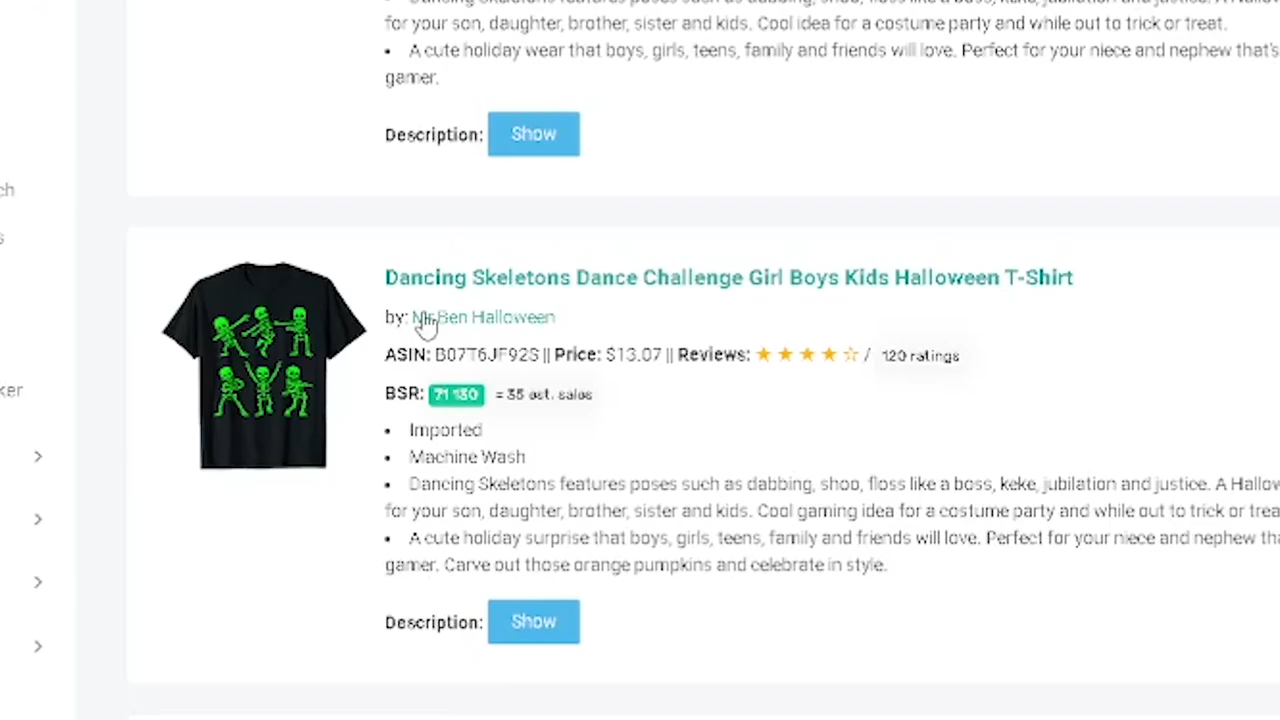 for your son, daughter, brother, sister and kids. Cool idea for a costume party and while out to trick or treat.
• A cute holiday wear that boys, girls, teens, family and friends will love. Perfect for your niece and nephew that's
gamer.
Description: Show
ch
s
Dancing Skeletons Dance Challenge Girl Boys Kids Halloween T-Shirt
by: Ben Halloween
ASIN: B07T6JF92S || Price: $13.07 || Reviews: ★ ★ ★ ★ ☆ / 120 ratings
ker
BSR: 71 130 = 35 est. sales
• Imported
• Machine Wash
• Dancing Skeletons features poses such as dabbing, shoo, floss like a boss, keke, jubilation and justice. A Hallow
for your son, daughter, brother, sister and kids. Cool gaming idea for a costume party and while out to trick or trea
• A cute holiday surprise that boys, girls, teens, family and friends will love. Perfect for your niece and nephew tha
gamer. Carve out those orange pumpkins and celebrate in style.
Description: Show